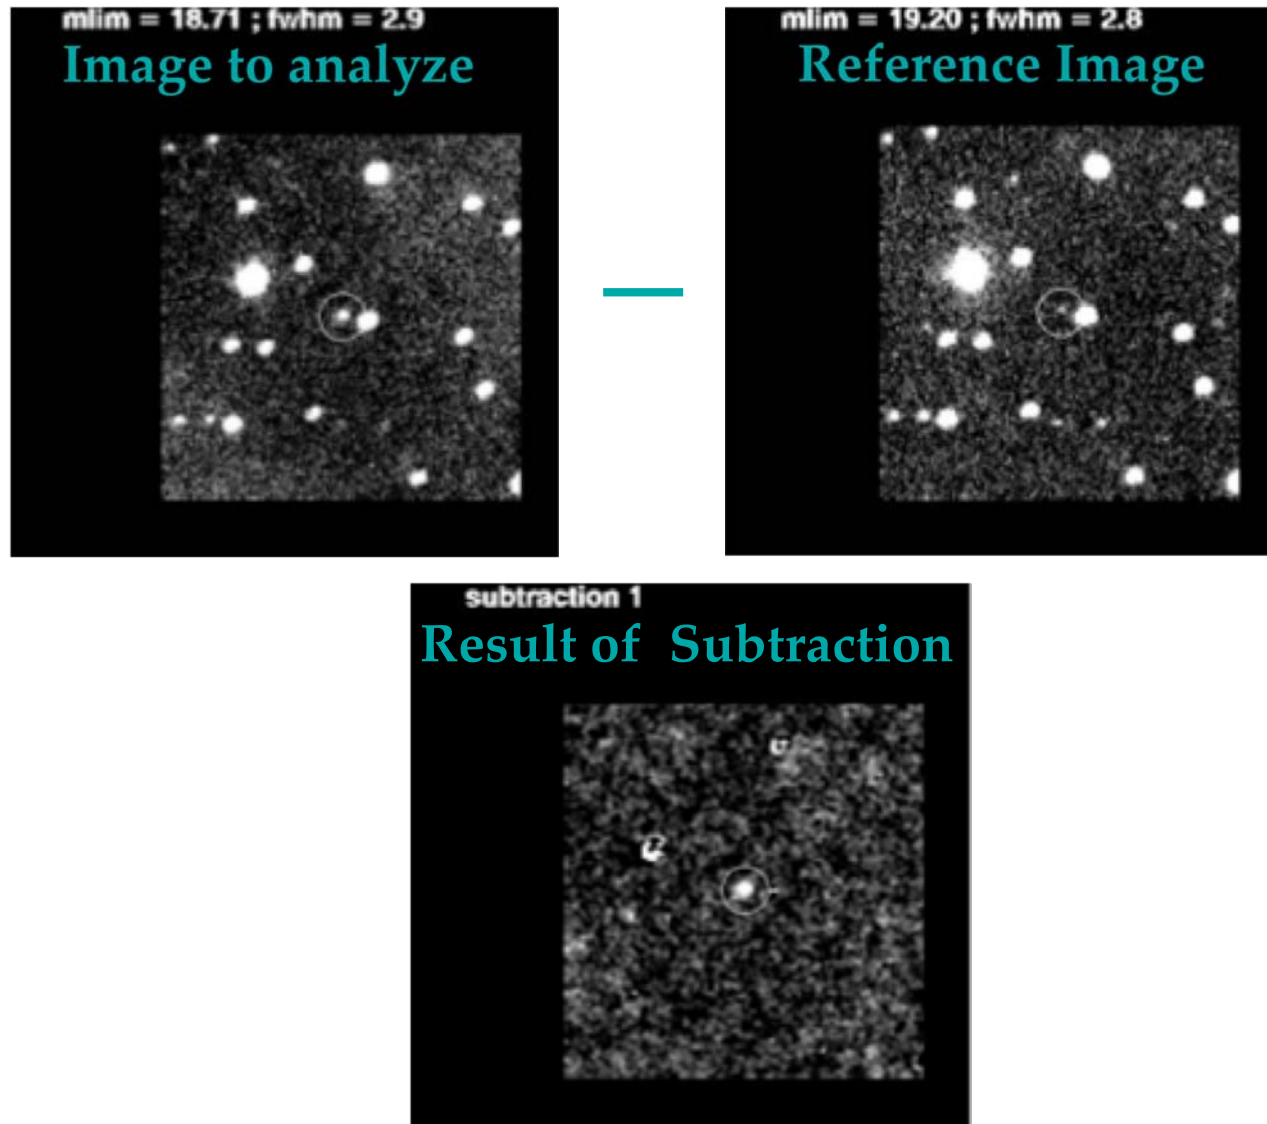 mlim = 18.71 ; fwhm = 2.9
Image to analyze
mlim = 19.20 ; fwhm = 2.8
Reference Image
subtraction 1
Result of Subtraction